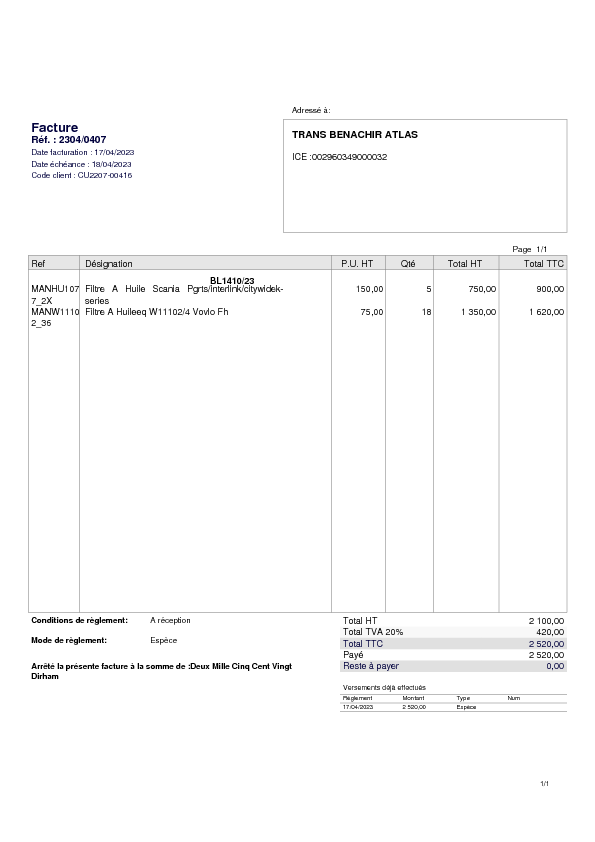 Adressé à:
Facture
Réf. : 2304/0407
Date facturation : 17/04/2023
Date échéance : 18/04/2023
Code client : CU2207-00416
TRANS BENACHIR ATLAS
ICE :002960349000032
Page 1/1
Ref Désignation P.U. HT Qté Total HT Total TTC
BL1410/23
MANHU107 Filtre A Huile Scania Pgrts/interlink/citywidek- 150,00 5 750,00 900,00
7_2X series
MANW1110 Filtre A Huileeq W11102/4 Vovlo Fh 75,00 18 1 350,00 1 620,00
2_36
Conditions de règlement: A réception
Mode de règlement: Espèce
Arrêté la présente facture à la somme de :Deux Mille Cinq Cent Vingt
Dirham
Total HT 2 100,00
Total TVA 20% 420,00
Total TTC 2 520,00
Payé 2 520,00
Reste à payer 0,00
Versements déjà effectués
Règlement Montant Type Num
17/04/2023 2 520,00 Espèce
1/1